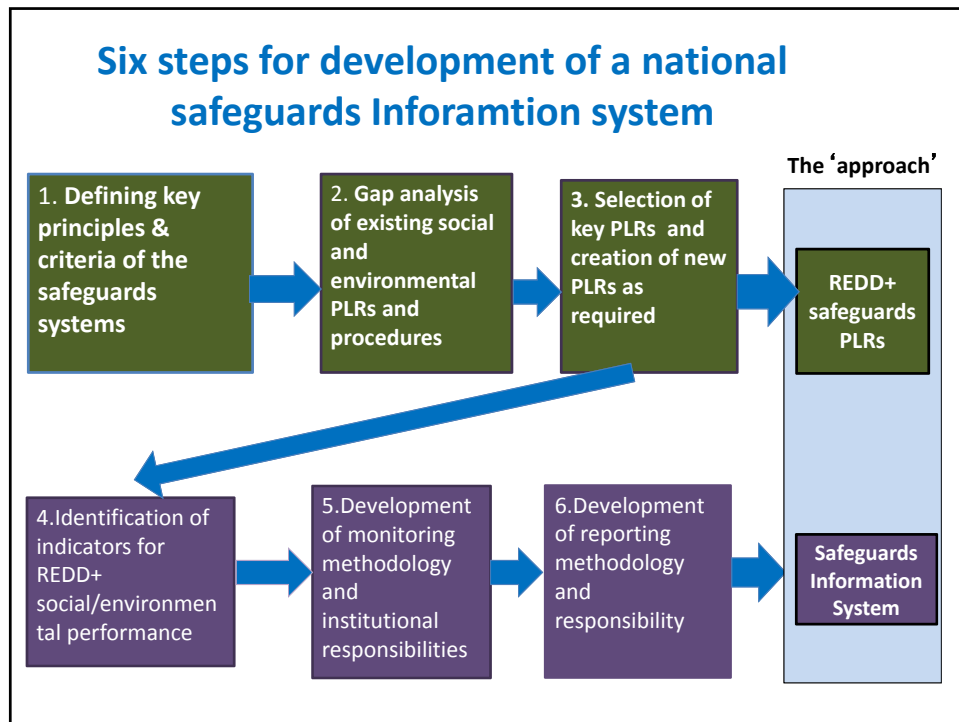 Six steps for development of a national
safeguards Inforamtion system
The ‘approach’
1. Defining key
principles &
criteria of the
safeguards
systems
2. Gap analysis
of existing social
and
environmental
PLRs and
procedures
3. Selection of
key PLRs and
creation of new
PLRs as
required
REDD+
safeguards
PLRs
4.Identification of
indicators for
REDD+
social/environmen
tal performance
5.Development
of monitoring
methodology
and
institutional
responsibilities
6.Development
of reporting
methodology
and
responsibility
Safeguards
Information
System